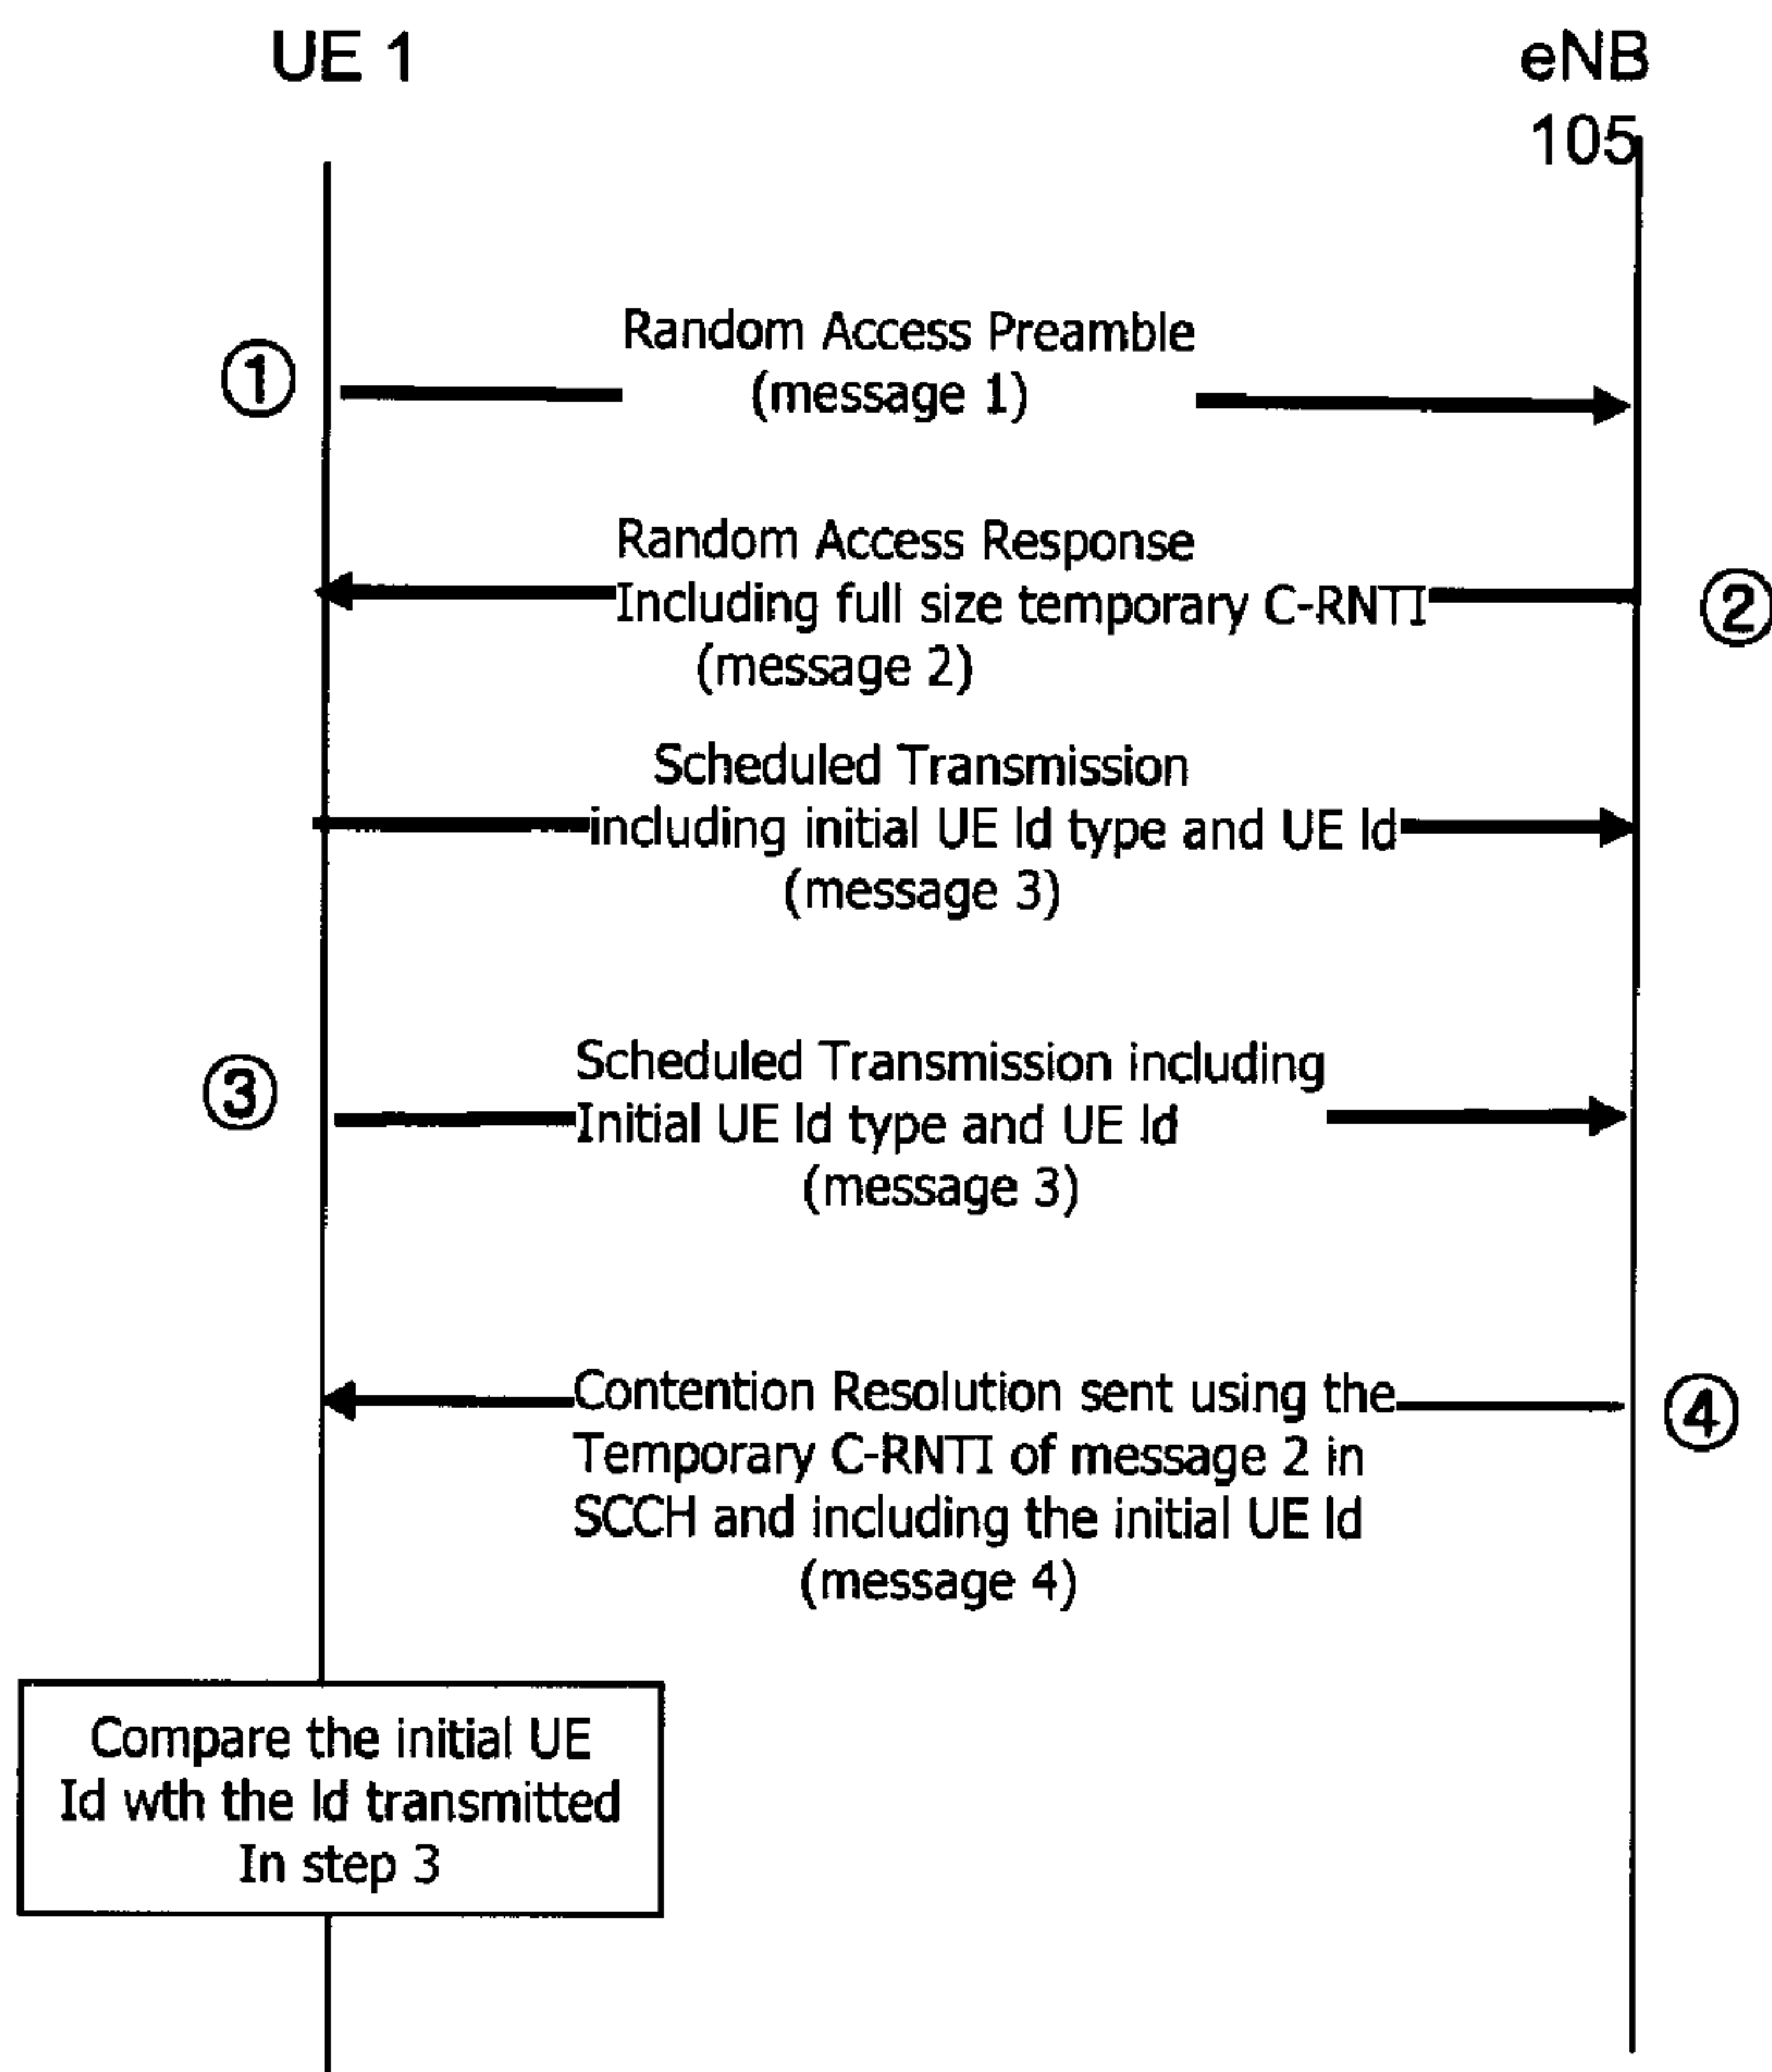 UE 1
eNB
105
Random Access Preamble
(message 1)
①
Random Access Response
Including full size temporary C-RNTI
(message 2)
②
Scheduled Transmission
including initial UE Id type and UE Id
(message 3)
③
Scheduled Transmission including
Initial UE Id type and UE Id
(message 3)
Contention Resolution sent using the
Temporary C-RNTI of message 2 in
SCCH and including the initial UE Id
(message 4)
④
Compare the initial UE
Id wth the Id transmitted
In step 3